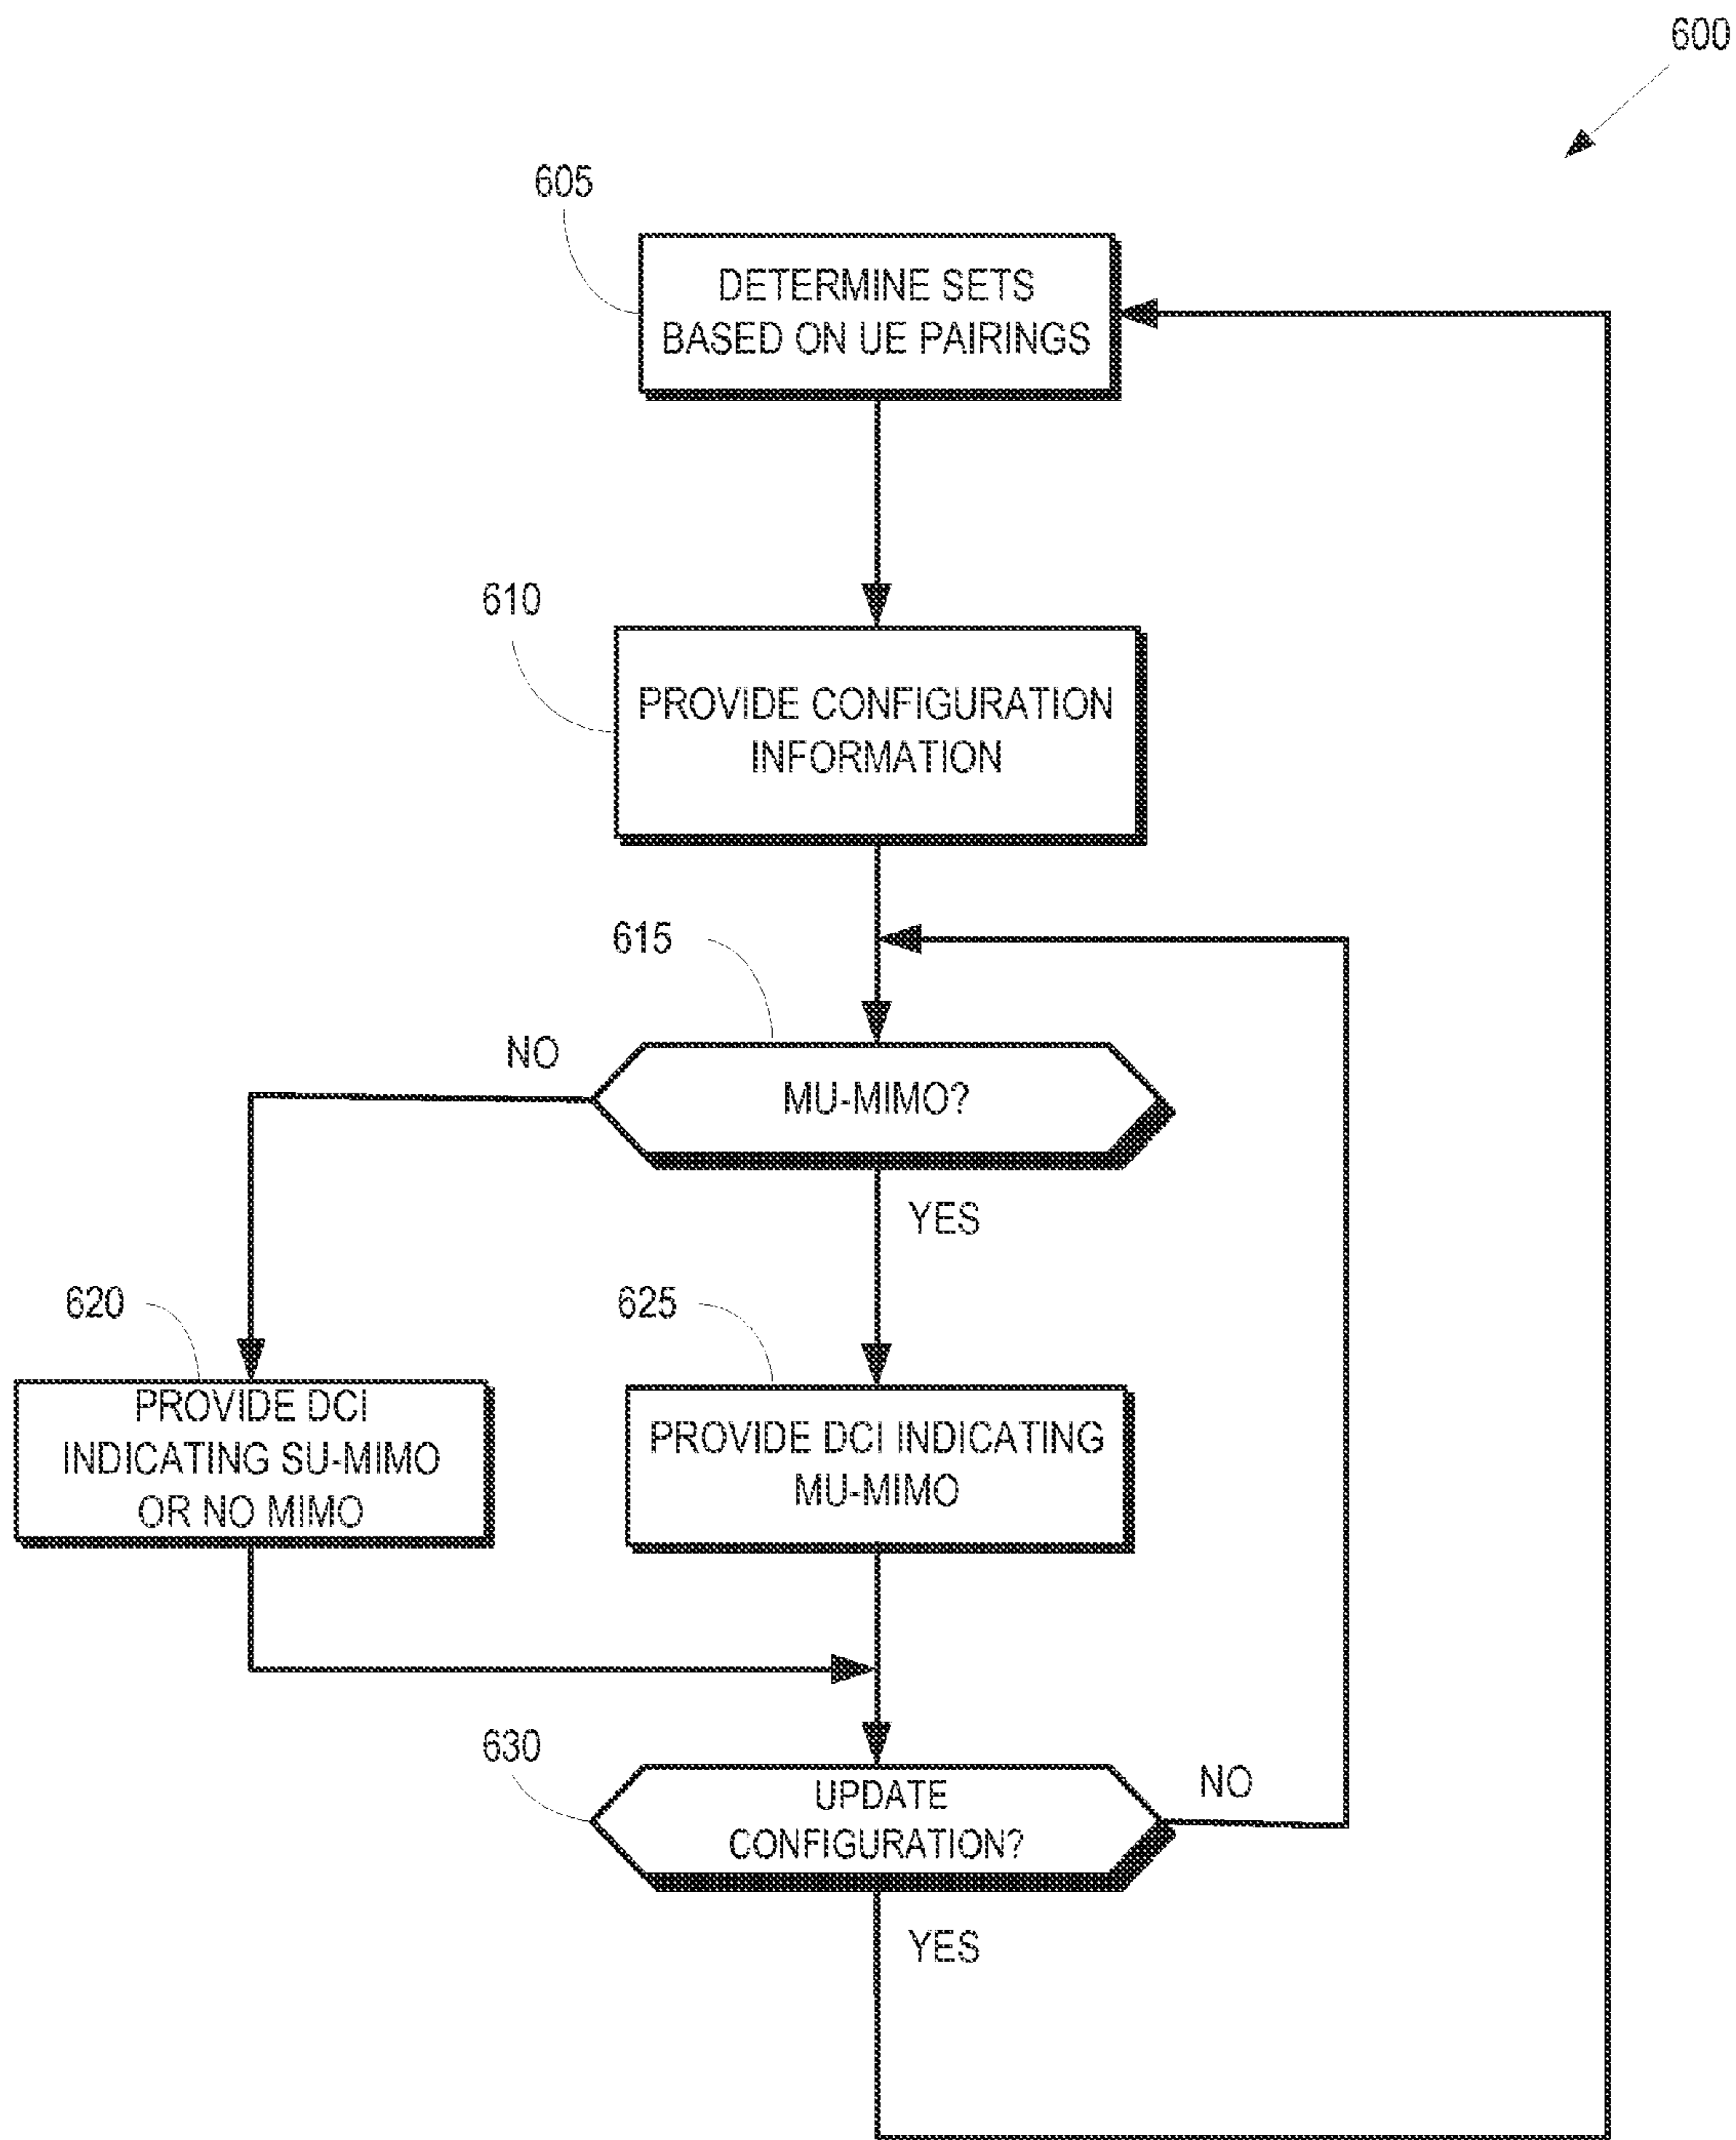 600
605
DETERMINE SETS
BASED ON UE PAIRINGS
610
PROVIDE CONFIGURATION
INFORMATION
615
NO
MU-MIMO?
YES
620
625
PROVIDE DCI
INDICATING SU-MIMO
OR NO MIMO
PROVIDE DCI INDICATING
MU-MIMO
630
UPDATE
CONFIGURATION?
NO
YES